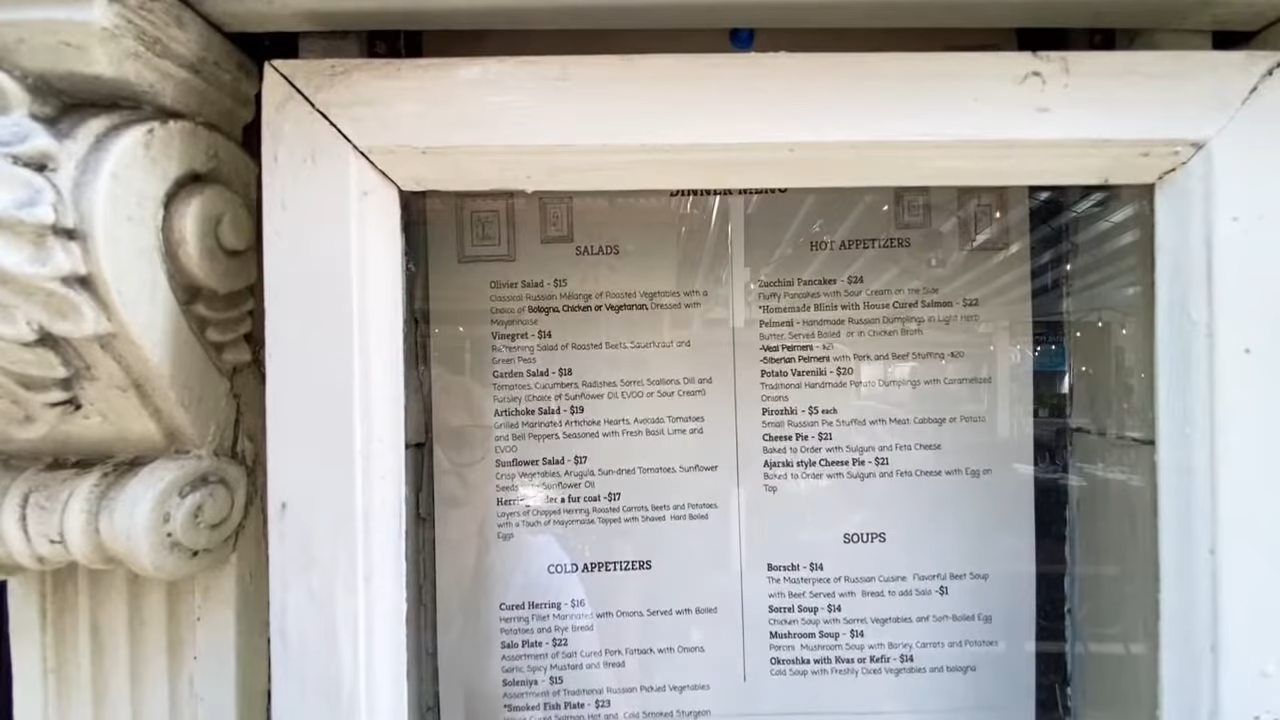 DINNER MENU
SALADS
Olivier Salad - $15
Classical Russian Mélange of Roasted Vegetables with a
Choice of Bologna, Chicken or Vegetarian, Dressed with
Mayonnaise
Vinegret - $14
Refreshing Salad of Roasted Beets, Sauerkraut and
Green Peas
Garden Salad - $18
Tomatoes, Cucumbers, Radishes, Sorrel, Scallions, Dill and
Parsley (Choice of Sunflower Oil, EVOO or Sour Cream)
Artichoke Salad - $19
Grilled Marinated Artichoke Hearts, Avocado, Tomatoes
and Bell Peppers, Seasoned with Fresh Basil, Lime and
EVOO
Sunflower Salad - $17
Crisp Vegetables, Arugula, Sun-dried Tomatoes, Sunflower
Seeds Sunflower Oil
Herring under a fur coat -$17
Layers of Chopped Herring, Roasted Carrots, Beets and Potatoes,
with a Touch of Mayonnaise, Topped with Shaved Hard Boiled
Eggs
COLD APPETIZERS
Cured Herring - $16
Herring Fillet Marinated with Onions, Served with Boiled
Potatoes and Rye Bread
Salo Plate - $22
Assortment of Salt Cured Pork Fatback with Onions,
Garlic, Spicy Mustard and Bread
Soleniya - $15
Assortment of Traditional Russian Pickled Vegetables
*Smoked Fish Plate - $23
House Cured Salmon, Hot and Cold Smoked Sturgeon
HOT APPETIZERS
Zucchini Pancakes - $24
Fluffy Pancakes with Sour Cream on the Side
*Homemade Blinis with House Cured Salmon - $22
Pelmeni - Handmade Russian Dumplings in Light Herb
Butter, Served Boiled or in Chicken Broth
-Veal Pelmeni - $21
-Siberian Pelmeni with Pork and Beef Stuffing -$20
Potato Vareniki - $20
Traditional Handmade Potato Dumplings with Caramelized
Onions
Pirozhki - $5 each
Small Russian Pie Stuffed with Meat, Cabbage or Potato
Cheese Pie - $21
Baked to Order with Sulguni and Feta Cheese
Ajarski style Cheese Pie - $21
Baked to Order with Sulguni and Feta Cheese with Egg on
Top
SOUPS
Borscht - $14
The Masterpiece of Russian Cuisine Flavorful Beet Soup
with Beef, Served with Bread, to add Salo -$1
Sorrel Soup - $14
Chicken Soup with Sorrel, Vegetables, anf Soft-Boiled Egg
Mushroom Soup - $14
Porcini Mushroom Soup with Barley, Carrots and Potatoes
Okroshka with Kvas or Kefir - $14
Cold Soup with Freshly Diced Vegetables and bologna